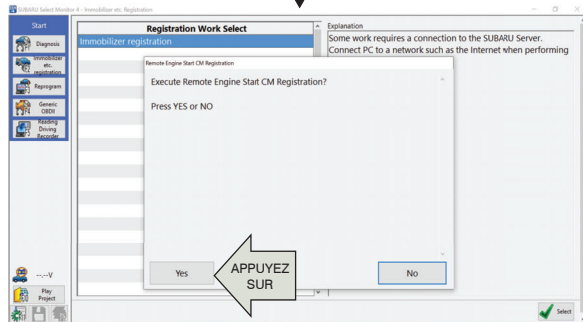 SUBARU Select Monitor 4 - Immobilizer etc. Registration
Start
Diagnosis
Immobilizer
etc.
registration
Reprogram
Generic
OBDII
Reading
Driving
Recorder
--.--V
Play
Project
Registration Work Select
Immobilizer registration
Explanation
Some work requires a connection to the SUBARU Server.
Connect PC to a network such as the Internet when performing
Remote Engine Start CM Registration
Execute Remote Engine Start CM Registration?
Press YES or NO
Yes
APPUYEZ
SUR
No
Select